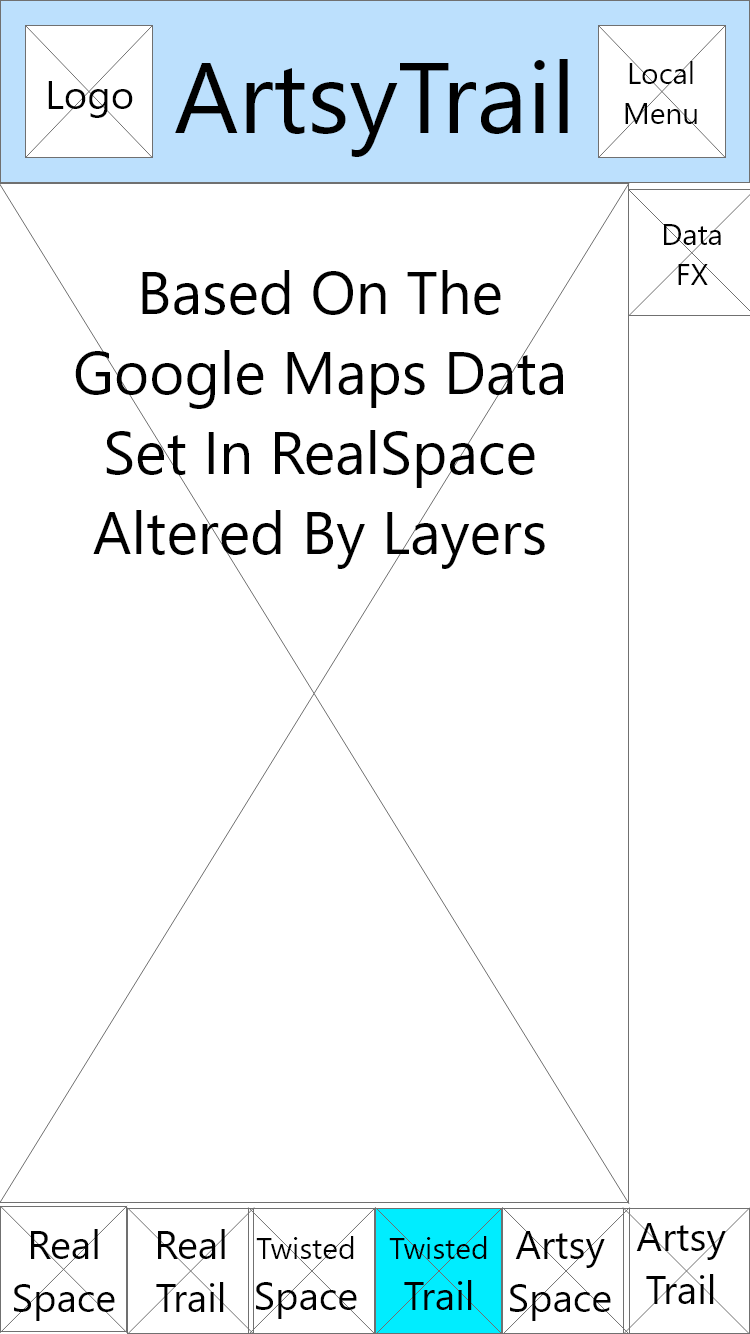 Logo
ArtsyTrail
Local
Menu
Data
FX
Based On The
Google Maps Data
Set In RealSpace
Altered By Layers
Real
Space
Real
Trail
Twisted
Space
Twisted
Trail
Artsy
Space
Artsy
Trail